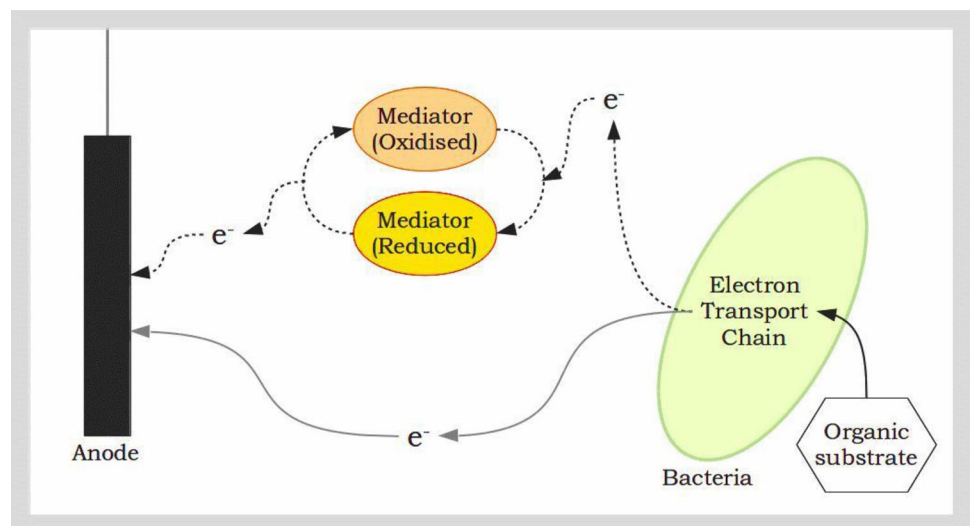 e⁻
Mediator
(Oxidised)
Mediator
(Reduced)
e⁻
Electron
Transport
Chain
e⁻
Organic
substrate
Anode
Bacteria